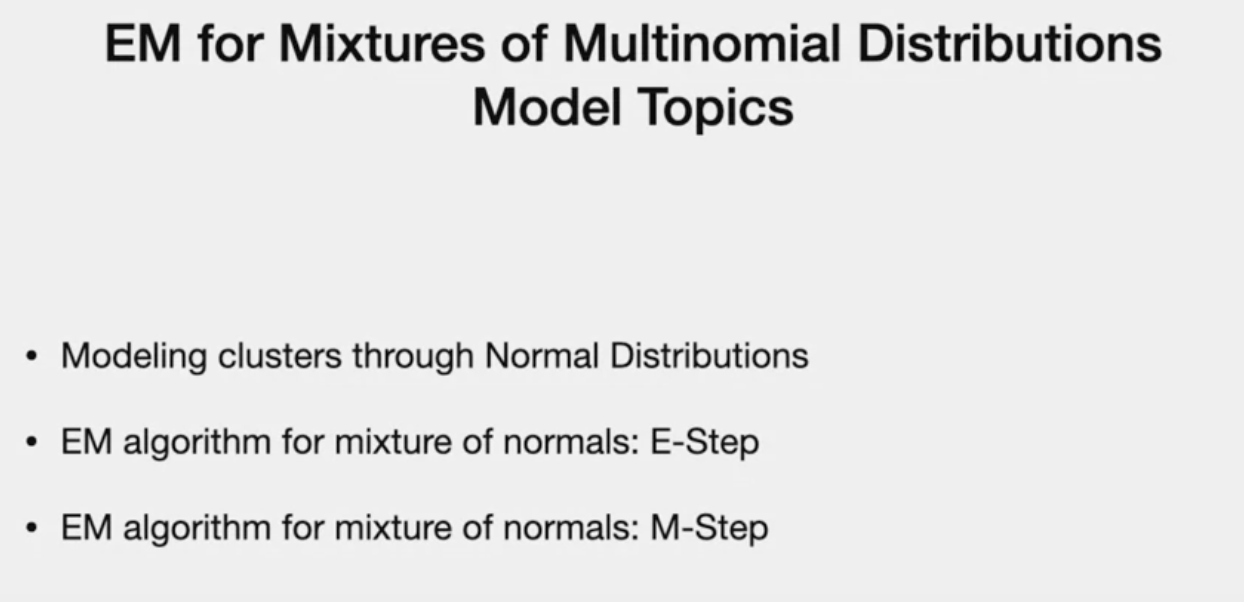 EM for Mixtures of Multinomial Distributions
Model Topics
• Modeling clusters through Normal Distributions
• EM algorithm for mixture of normals: E-Step
• EM algorithm for mixture of normals: M-Step